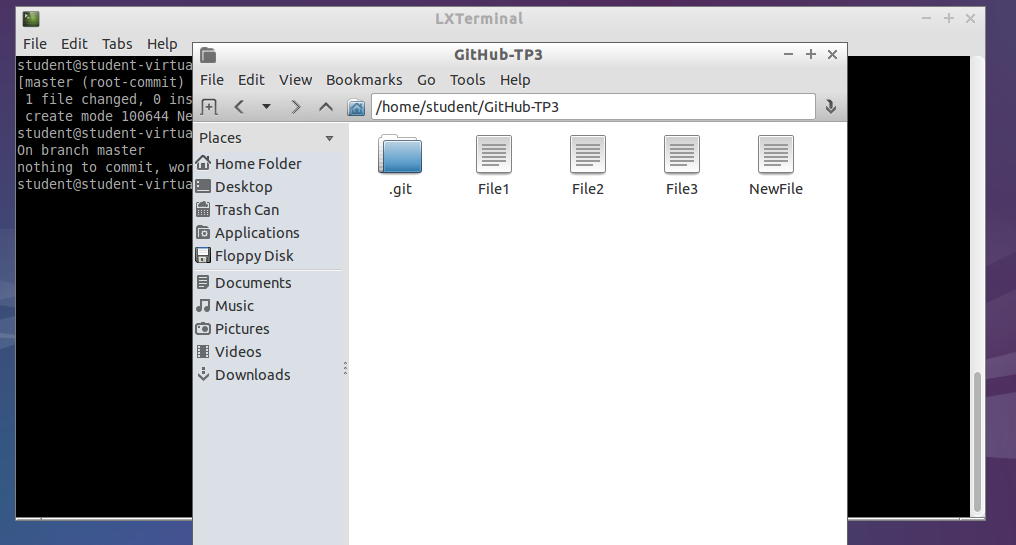 LXTerminal
File Edit Tabs Help
student@student-virtua
[master (root-commit)
1 file changed, 0 ins
create mode 100644 Ne
student@student-virtua
On branch master
nothing to commit, wor
student@student-virtua
GitHub-TP3
File Edit View Bookmarks Go Tools Help
/home/student/GitHub-TP3
Places
Home Folder
Desktop
Trash Can
Applications
Floppy Disk
Documents
Music
Pictures
Videos
Downloads
.git File1 File2 File3 NewFile